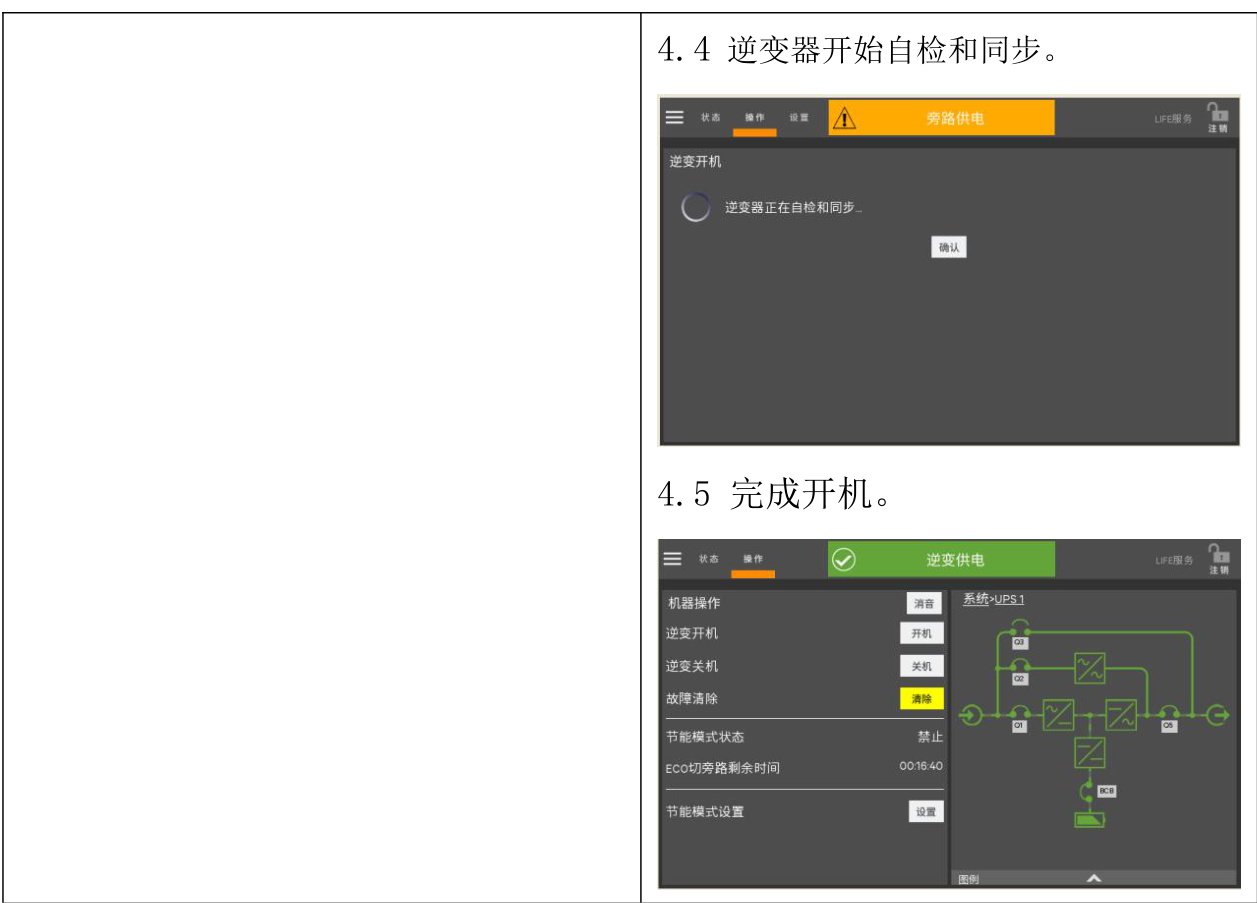 4.4 逆变器开始自检和同步。
状态 操作 设置 旁路供电 LIFE服务 注销
逆变开机
逆变器正在自检和同步...
确认
4.5 完成开机。
状态 操作 逆变供电 LIFE服务 注销
机器操作 消音
系统>UPS 1
逆变开机 开机
逆变关机 关机
故障清除 清除
节能模式状态 禁止
ECO切旁路剩余时间 00:16:40
节能模式设置 设置
Q3
Q2
Q1
Q5
BCB
图例